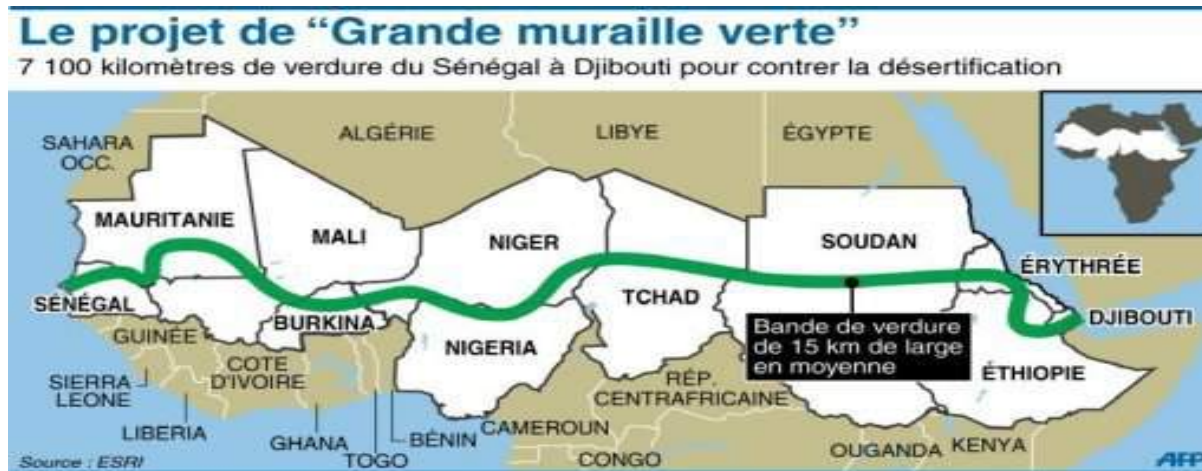 Le projet de “Grande muraille verte”
7 100 kilomètres de verdure du Sénégal à Djibouti pour contrer la désertification
SAHARA
OCC.
ALGÉRIE
LIBYE
ÉGYPTE
MAURITANIE
MALI
NIGER
SOUDAN
ÉRYTHRÉE
SÉNÉGAL
TCHAD
DJIBOUTI
GUINÉE
BURKINA
NIGERIA
Bande de verdure
de 15 km de large
en moyenne
ÉTHIOPIE
COTE
D'IVOIRE
SIERRA
LEONE
RÉP.
CENTRAFRICAINE
LIBERIA
GHANA
TOGO
BÉNIN
CAMEROUN
CONGO
OUGANDA
KENYA
Source : ESRI
AFP